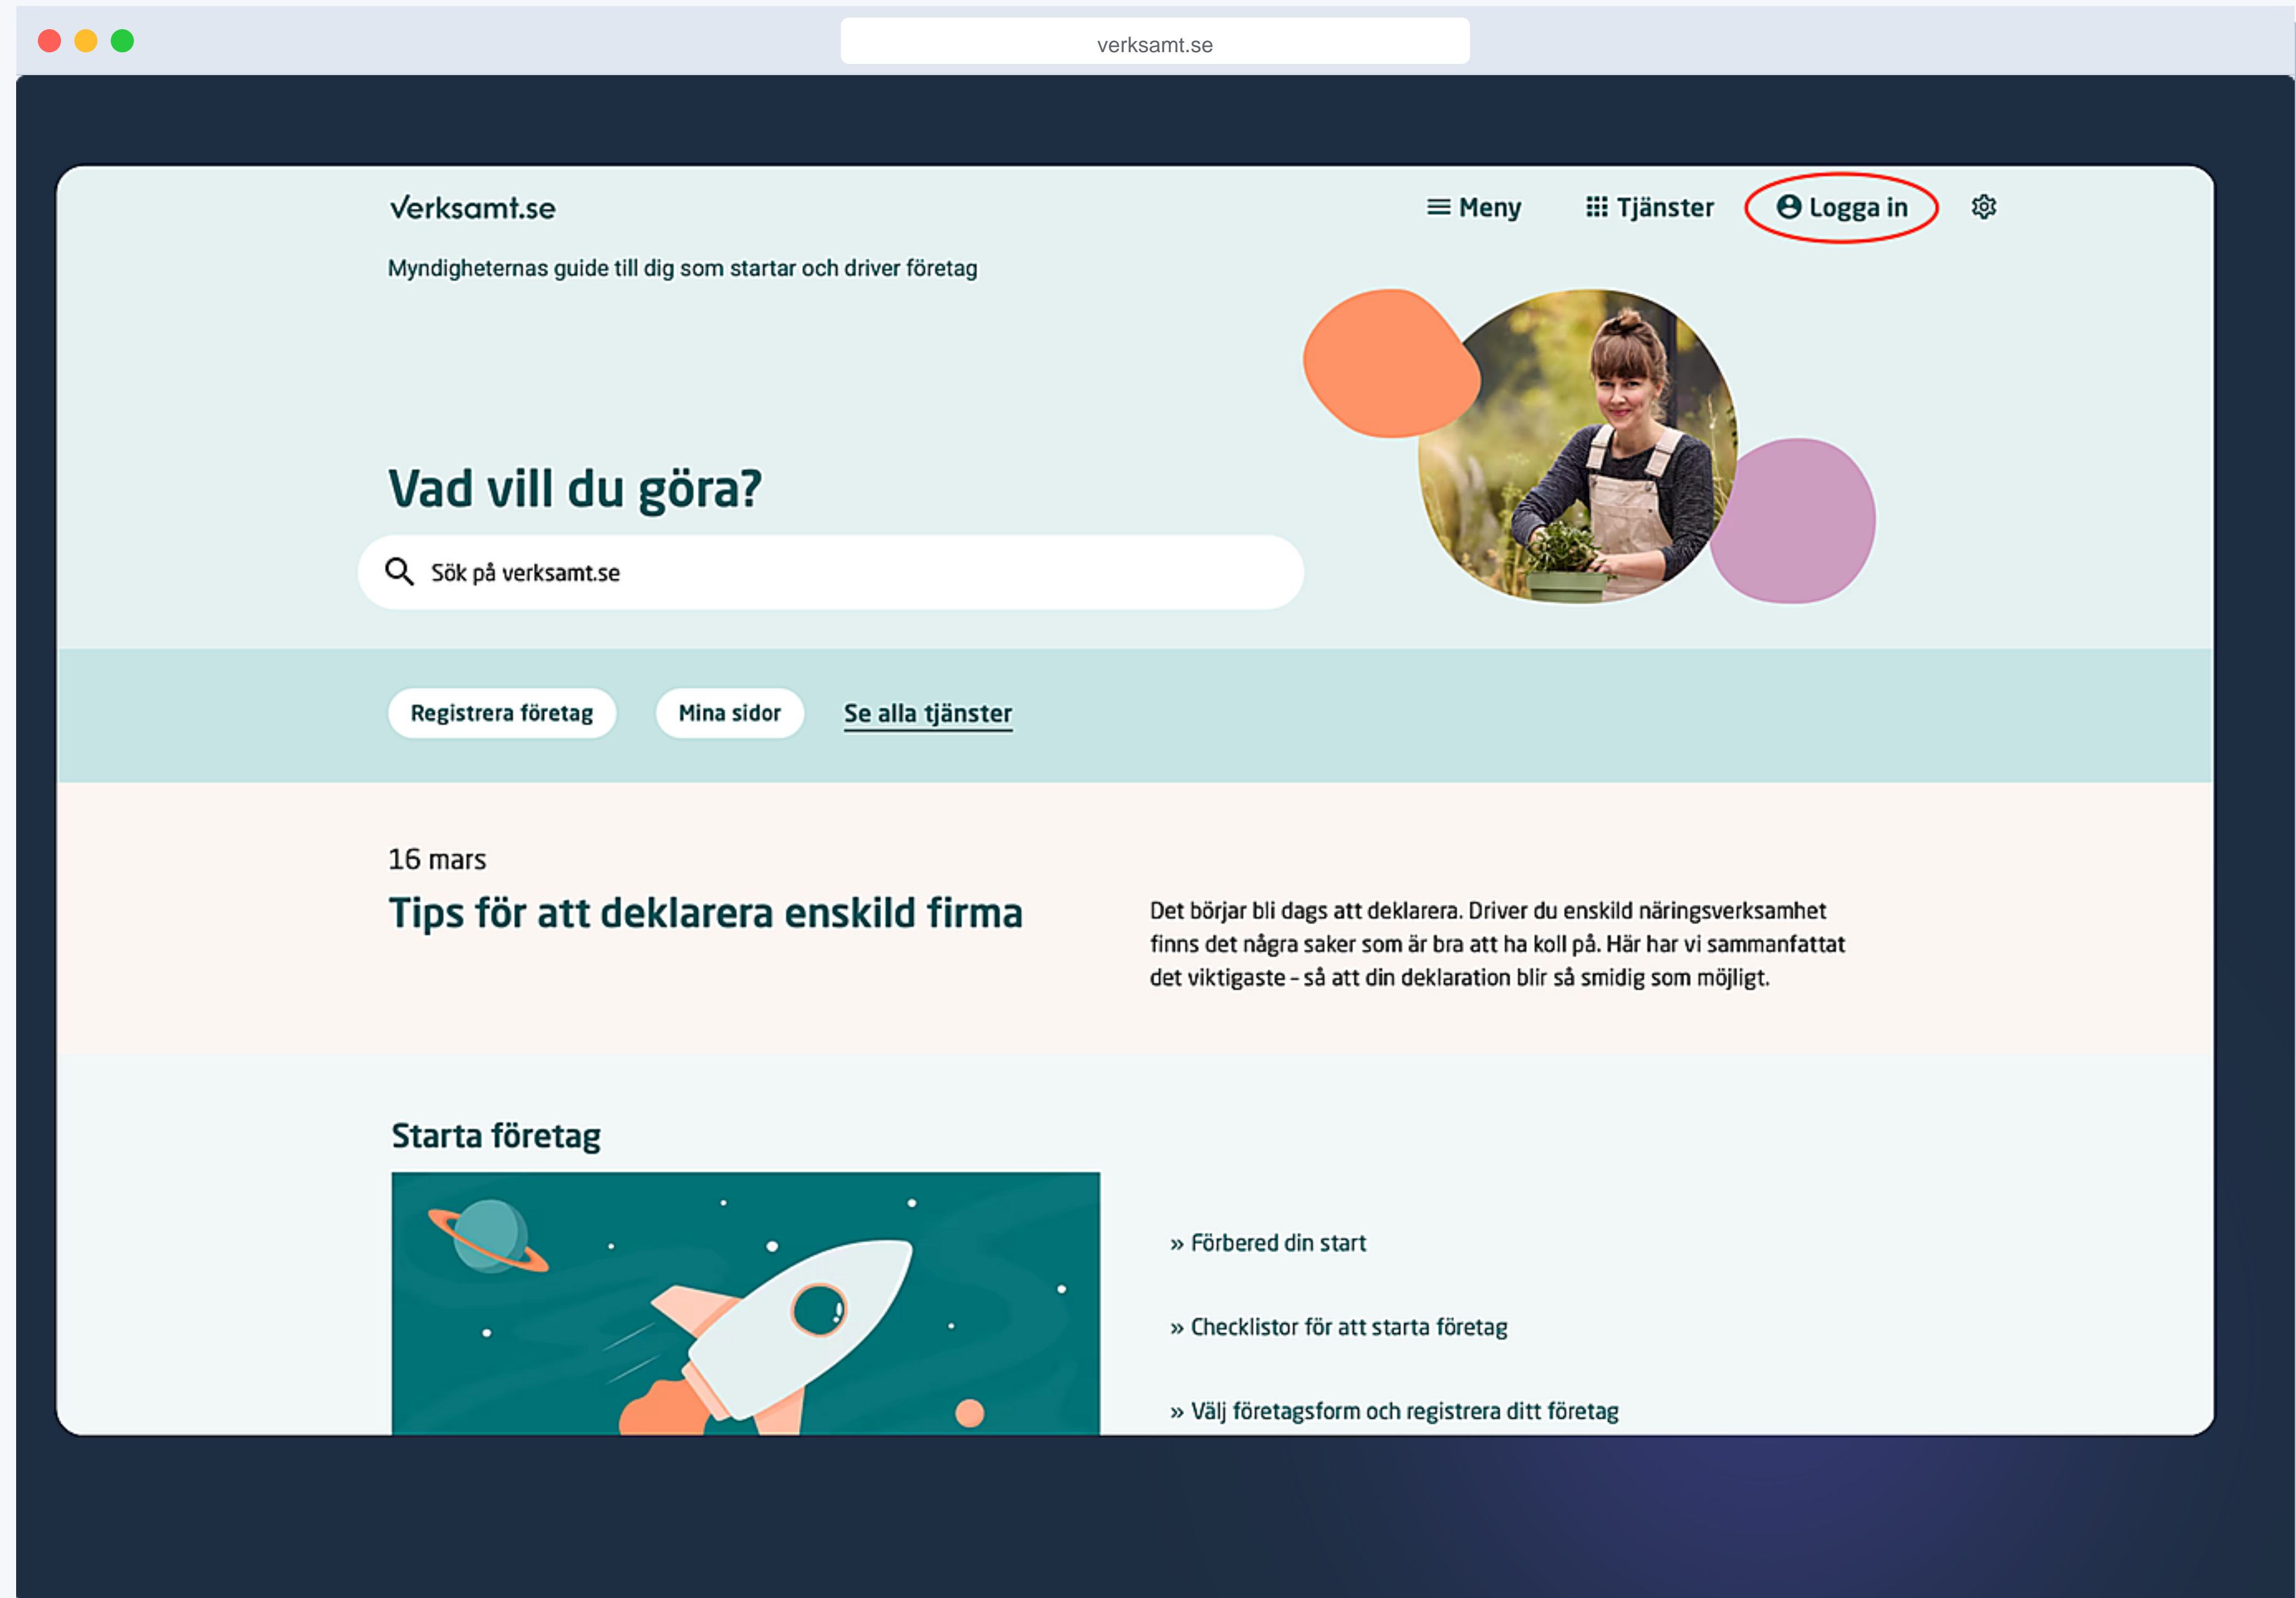 verksamt.se
verksamt.se
Meny
Tjänster
Logga in
Myndigheternas guide till dig som startar och driver företag
Vad vill du göra?
Sök på verksamt.se
Registrera företag
Mina sidor
Se alla tjänster
16 mars
Tips för att deklarera enskild firma
Det börjar bli dags att deklarera. Driver du enskild näringsverksamhet
finns det några saker som är bra att ha koll på. Här har vi sammanfattat
det viktigaste – så att din deklaration blir så smidig som möjligt.
Starta företag
» Förbered din start
» Checklistor för att starta företag
» Välj företagsform och registrera ditt företag